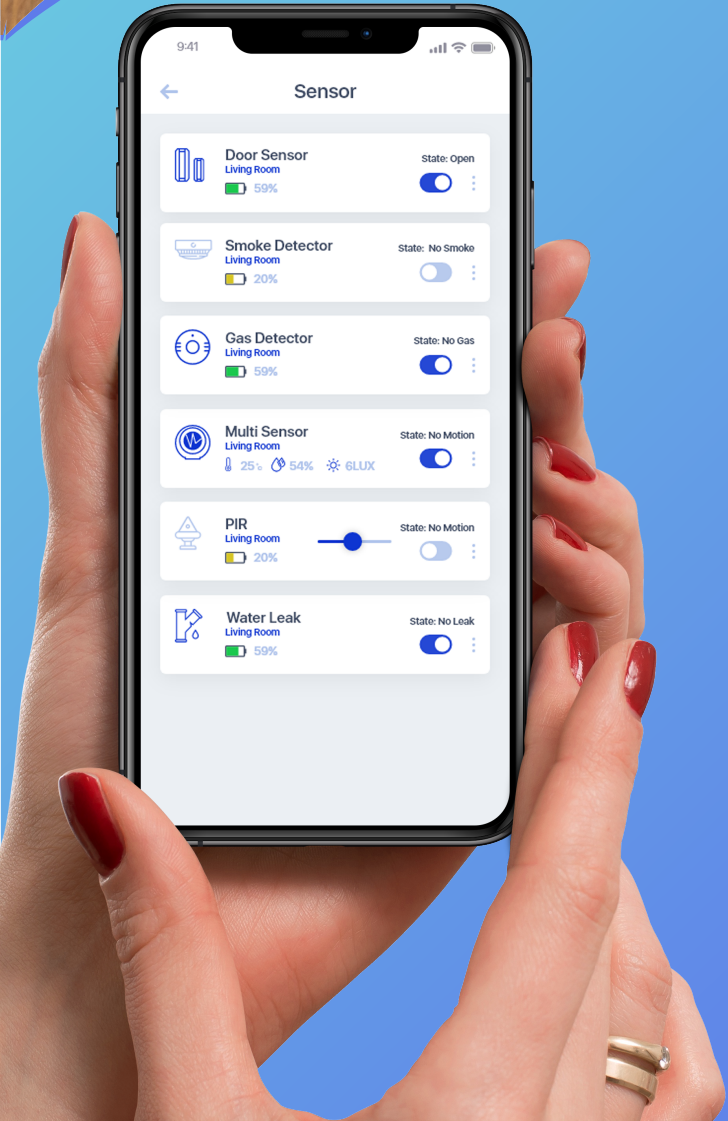 9:41
Sensor
Door Sensor
State: Open
Living Room
59%
Smoke Detector
State: No Smoke
Living Room
20%
Gas Detector
State: No Gas
Living Room
59%
Multi Sensor
State: No Motion
Living Room
25°c 54% 6LUX
PIR
State: No Motion
Living Room
20%
Water Leak
State: No Leak
Living Room
59%